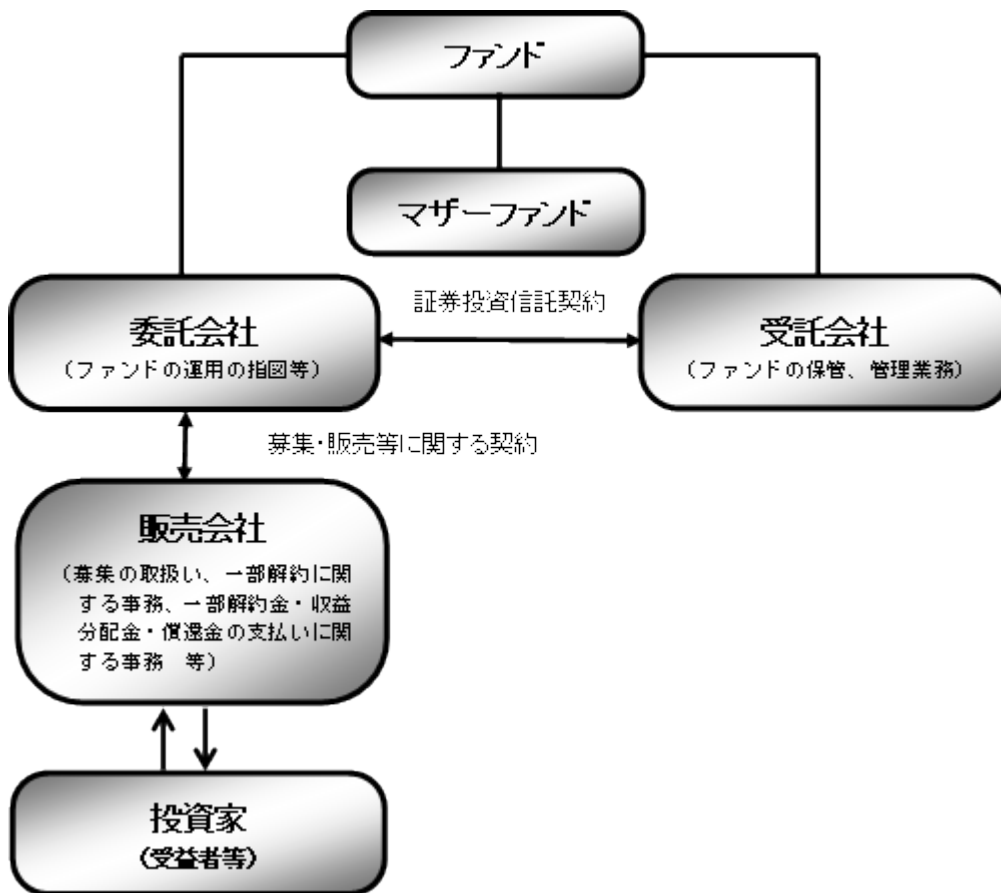 ファンド
マザーファンド
証券投資信託契約
委託会社
(ファンドの運用の指図等)
受託会社
(ファンドの保管、管理業務)
募集・販売等に関する契約
販売会社
(募集の取扱い、一部解約に関
する事務、一部解約金・収益
分配金・償還金の支払いに関
する事務　等)
投資家
(受益者等)